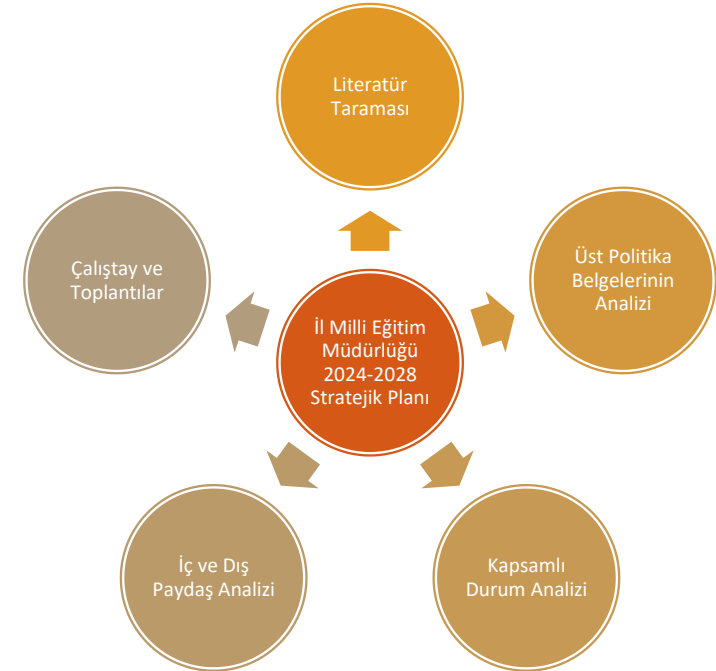 Literatür
Taraması
Çalıştay ve
Toplantılar
Üst Politika
Belgelerinin
Analizi
İl Milli Eğitim
Müdürlüğü
2024-2028
Stratejik Planı
İç ve Dış
Paydaş Analizi
Kapsamlı
Durum Analizi